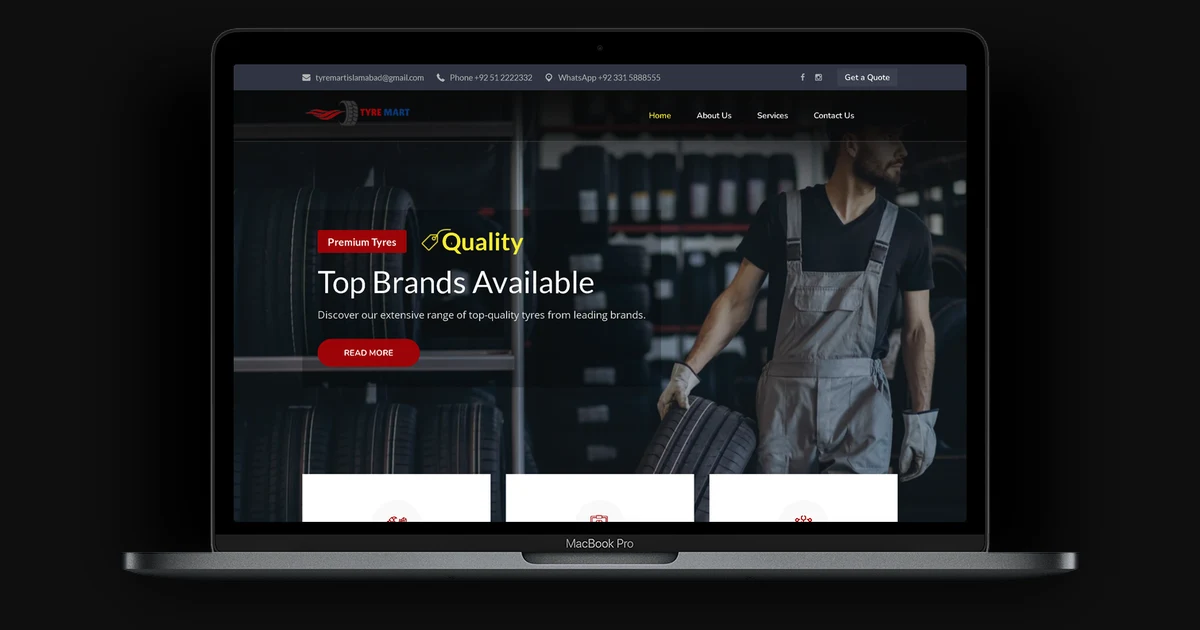 tyremartislamabad@gmail.com Phone +92 51 2222332 WhatsApp +92 331 5888555 Get a Quote
TYRE MART Home About Us Services Contact Us
Premium Tyres Quality
Top Brands Available
Discover our extensive range of top-quality tyres from leading brands.
READ MORE
MacBook Pro